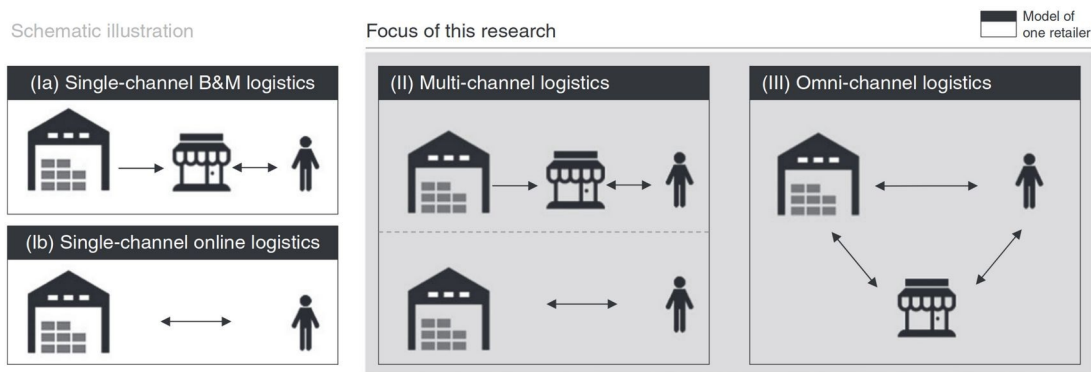 Schematic illustration
Focus of this research
Model of
one retailer
(Ia) Single-channel B&M logistics
(II) Multi-channel logistics
(III) Omni-channel logistics
(Ib) Single-channel online logistics